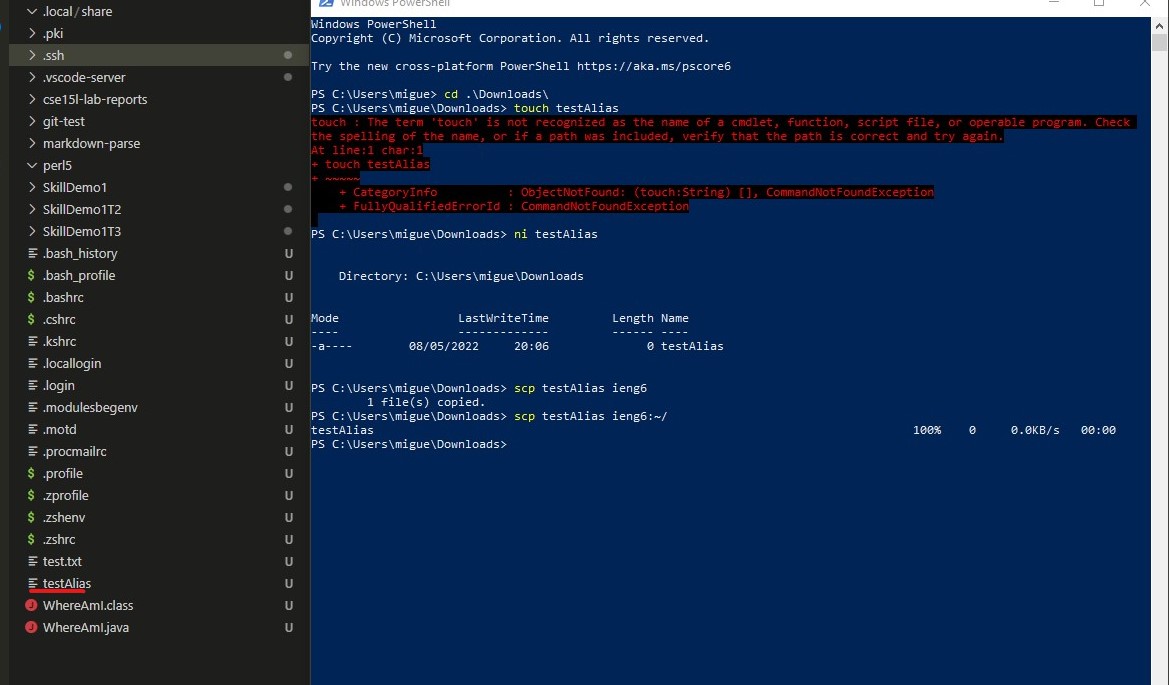 .local / share
.pki
.ssh
.vscode-server
cse15l-lab-reports
git-test
markdown-parse
perl5
SkillDemo1
SkillDemo1T2
SkillDemo1T3
.bash_history U
.bash_profile U
.bashrc U
.cshrc U
.kshrc U
.locallogin U
.login U
.modulesbegenv U
.motd U
.procmailrc U
.profile U
.zprofile U
.zshenv U
.zshrc U
test.txt U
testAlias U
WhereAmI.class U
WhereAmI.java U
Windows PowerShell
Windows PowerShell
Copyright (C) Microsoft Corporation. All rights reserved.
Try the new cross-platform PowerShell https://aka.ms/pscore6
PS C:\Users\migue> cd .\Downloads\
PS C:\Users\migue\Downloads> touch testAlias
touch : The term 'touch' is not recognized as the name of a cmdlet, function, script file, or operable program. Check
the spelling of the name, or if a path was included, verify that the path is correct and try again.
At line:1 char:1
+ touch testAlias
+ ~~~~~
+ CategoryInfo : ObjectNotFound: (touch:String) [], CommandNotFoundException
+ FullyQualifiedErrorId : CommandNotFoundException
PS C:\Users\migue\Downloads> ni testAlias
Directory: C:\Users\migue\Downloads
Mode LastWriteTime Length Name
---- ------------- ------ ----
-a---- 08/05/2022 20:06 0 testAlias
PS C:\Users\migue\Downloads> scp testAlias ieng6
1 file(s) copied.
PS C:\Users\migue\Downloads> scp testAlias ieng6:~/
testAlias 100% 0 0.0KB/s 00:00
PS C:\Users\migue\Downloads>